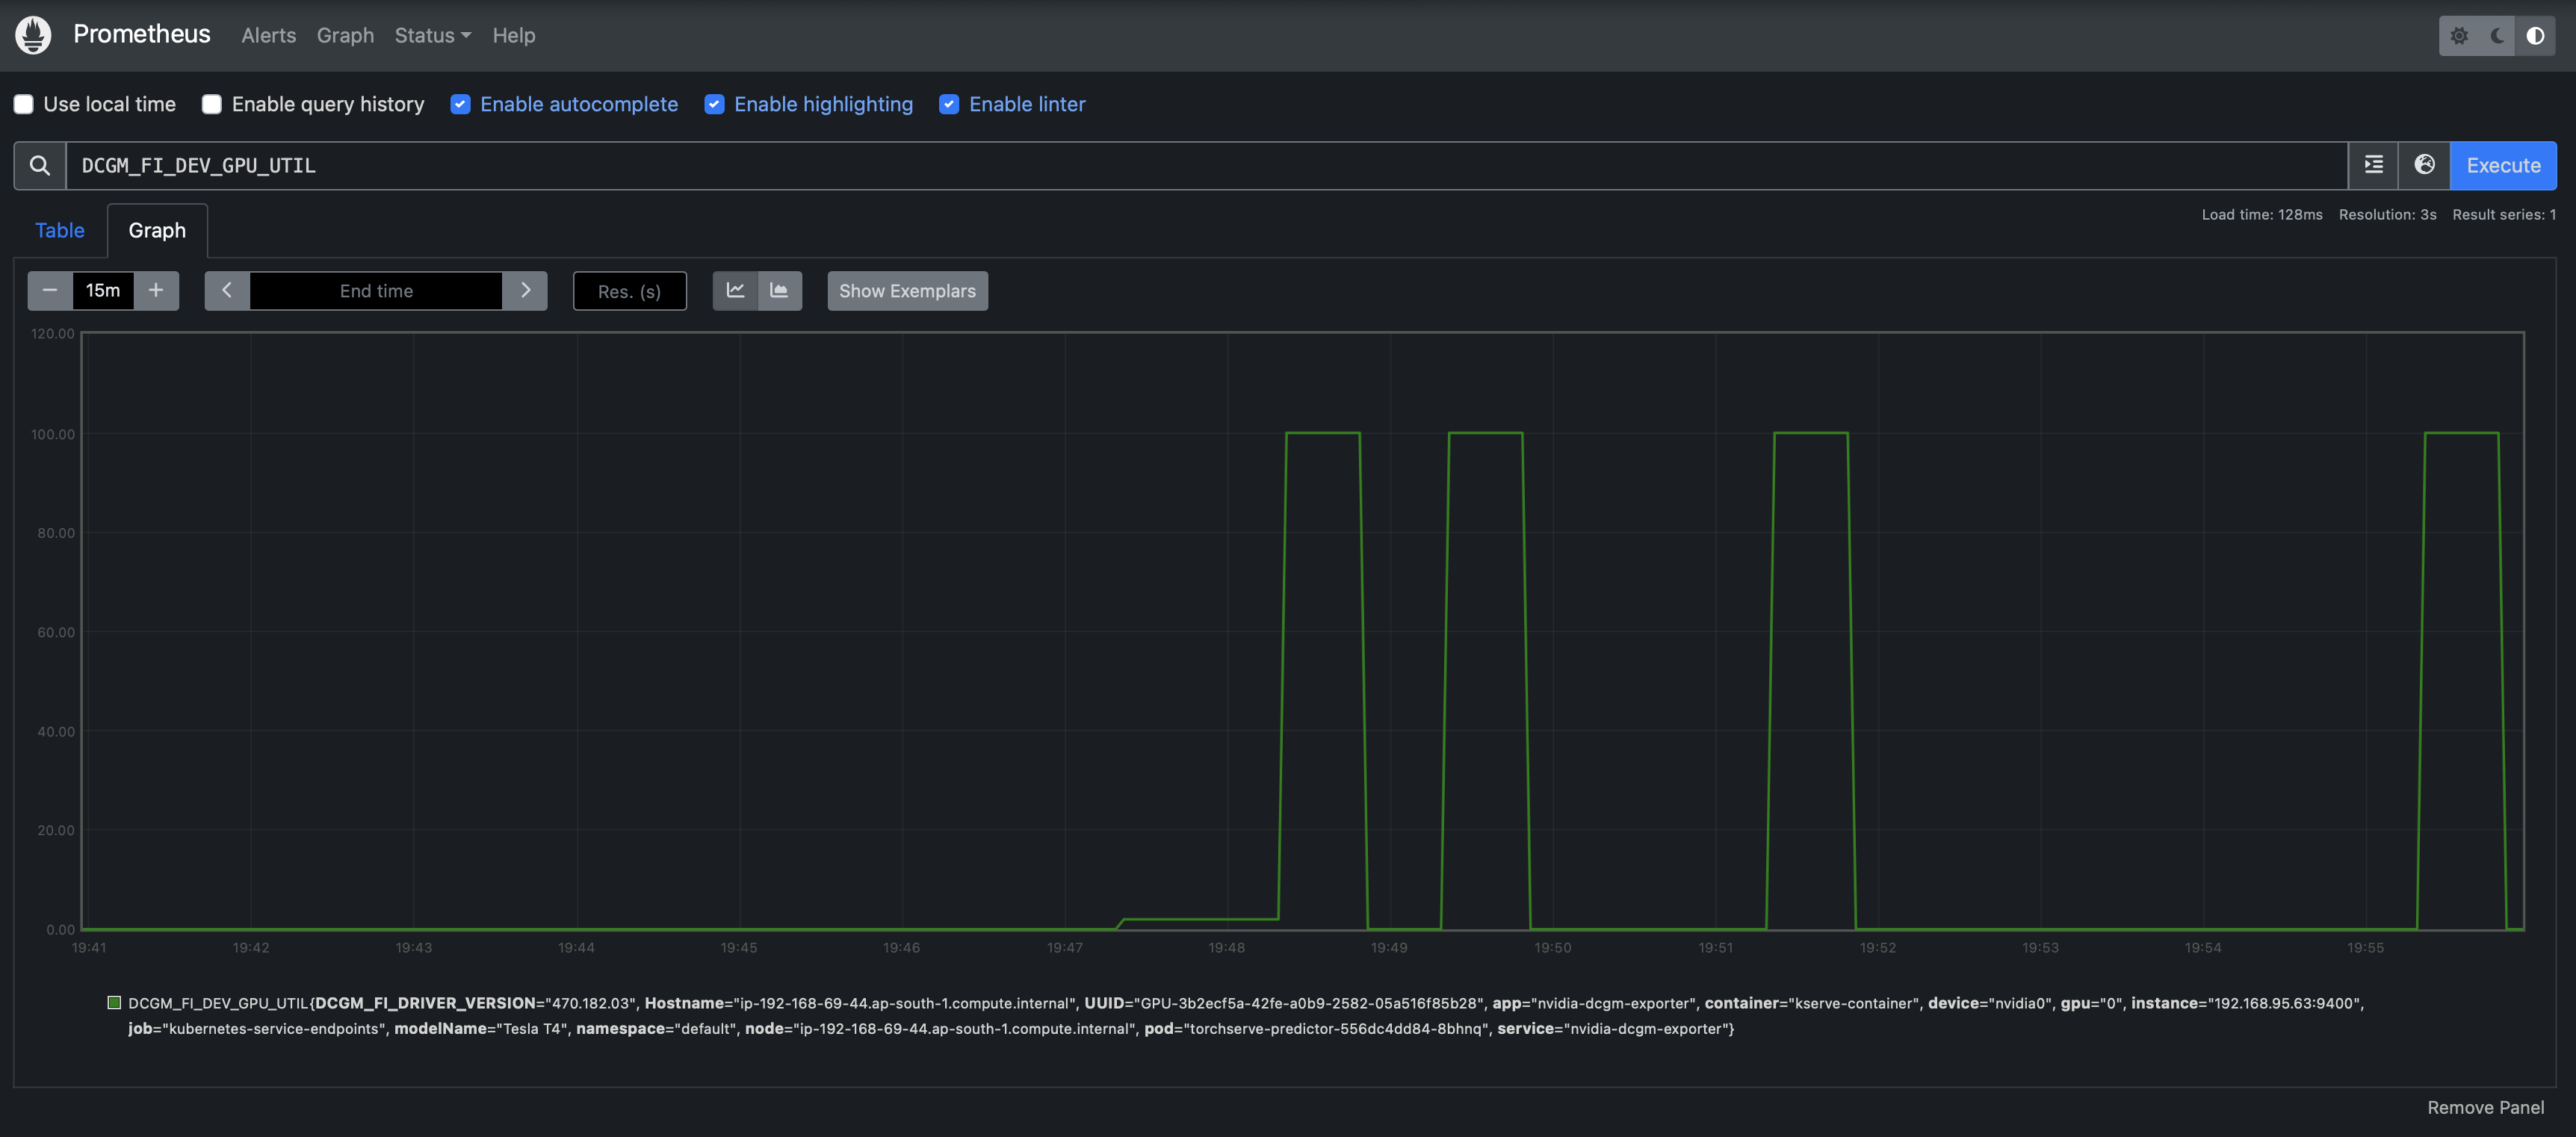 Prometheus Alerts Graph Status Help
Use local time Enable query history Enable autocomplete Enable highlighting Enable linter
DCGM_FI_DEV_GPU_UTIL Execute
Load time: 128ms Resolution: 3s Result series: 1
Table Graph
− 15m + End time Res. (s) Show Exemplars
120.00
100.00
80.00
60.00
40.00
20.00
0.00
19:41 19:42 19:43 19:44 19:45 19:46 19:47 19:48 19:49 19:50 19:51 19:52 19:53 19:54 19:55
DCGM_FI_DEV_GPU_UTIL{DCGM_FI_DRIVER_VERSION="470.182.03", Hostname="ip-192-168-69-44.ap-south-1.compute.internal", UUID="GPU-3b2ecf5a-42fe-a0b9-2582-05a516f85b28", app="nvidia-dcgm-exporter", container="kserve-container", device="nvidia0", gpu="0", instance="192.168.95.63:9400",
job="kubernetes-service-endpoints", modelName="Tesla T4", namespace="default", node="ip-192-168-69-44.ap-south-1.compute.internal", pod="torchserve-predictor-556dc4dd84-8bhnq", service="nvidia-dcgm-exporter"}
Remove Panel